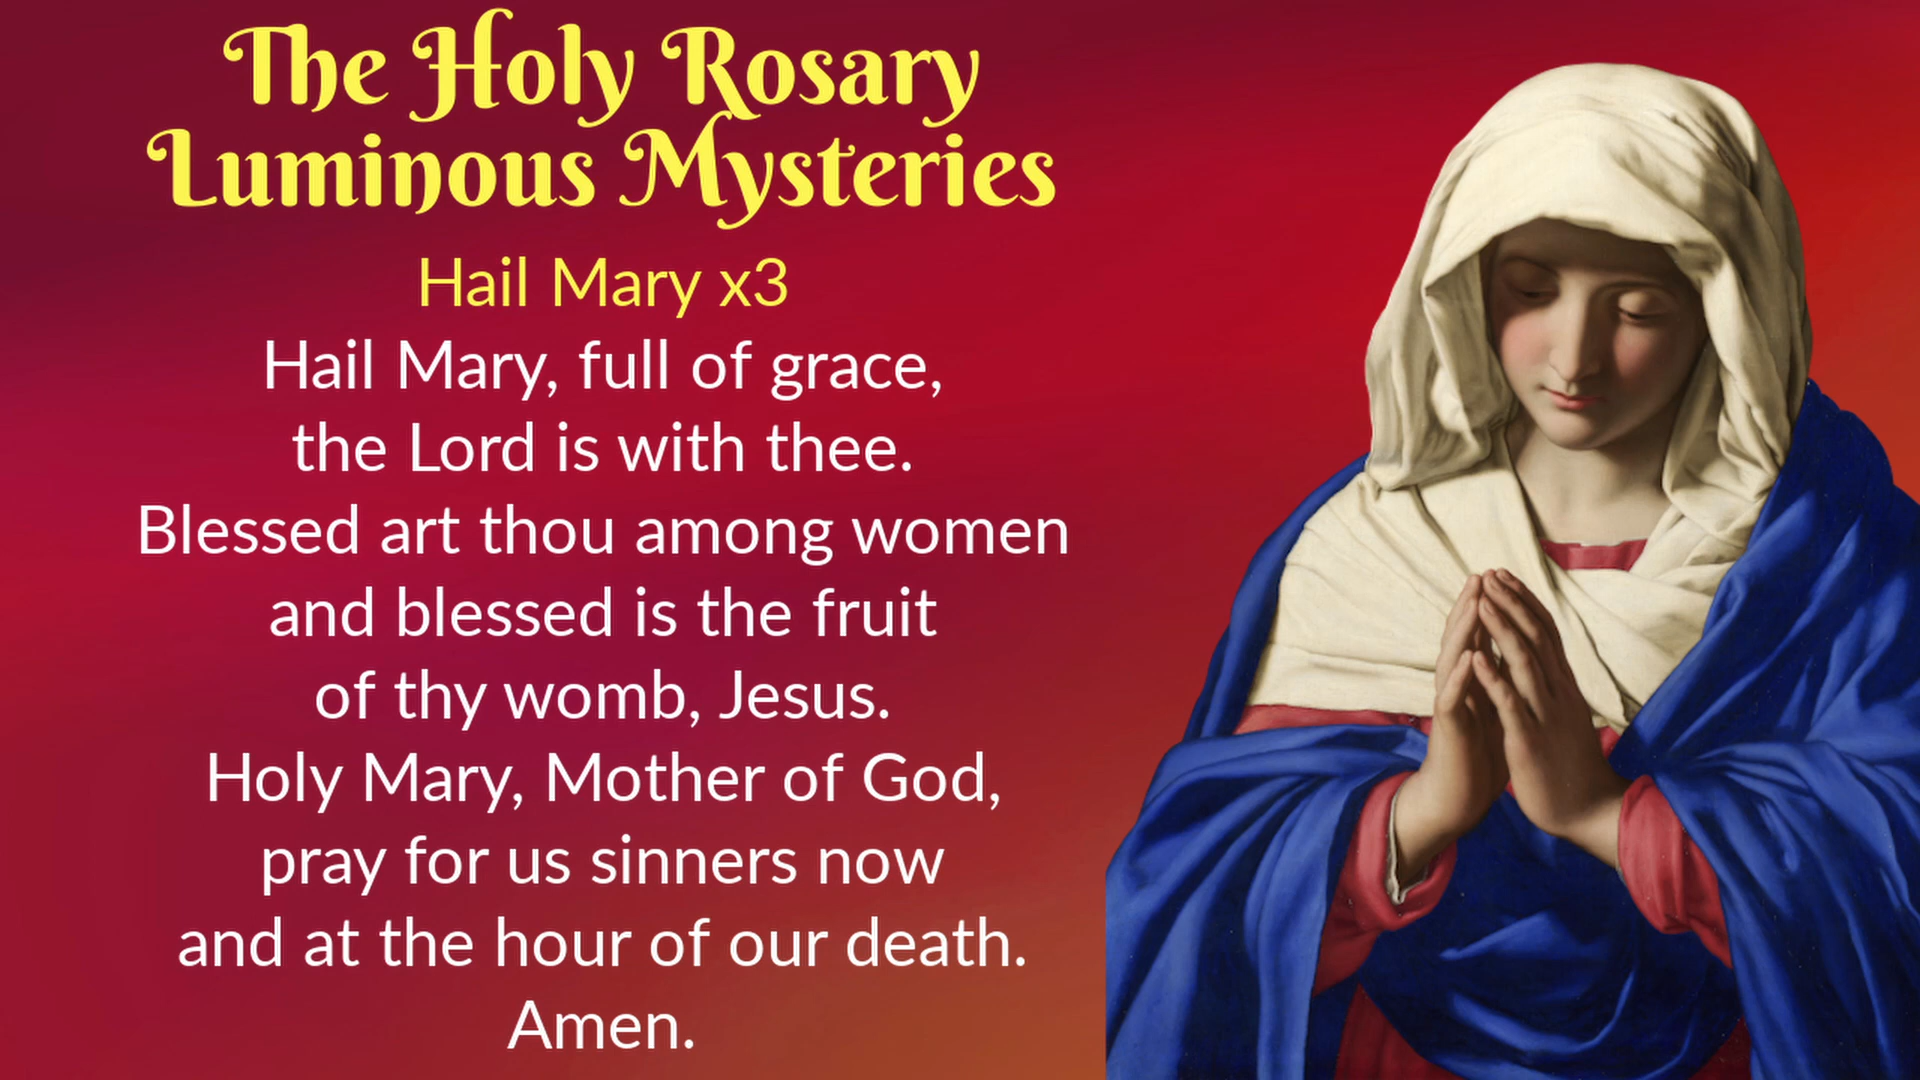 The Holy Rosary
Luminous Mysteries
Hail Mary x3
Hail Mary, full of grace,
the Lord is with thee.
Blessed art thou among women
and blessed is the fruit
of thy womb, Jesus.
Holy Mary, Mother of God,
pray for us sinners now
and at the hour of our death.
Amen.